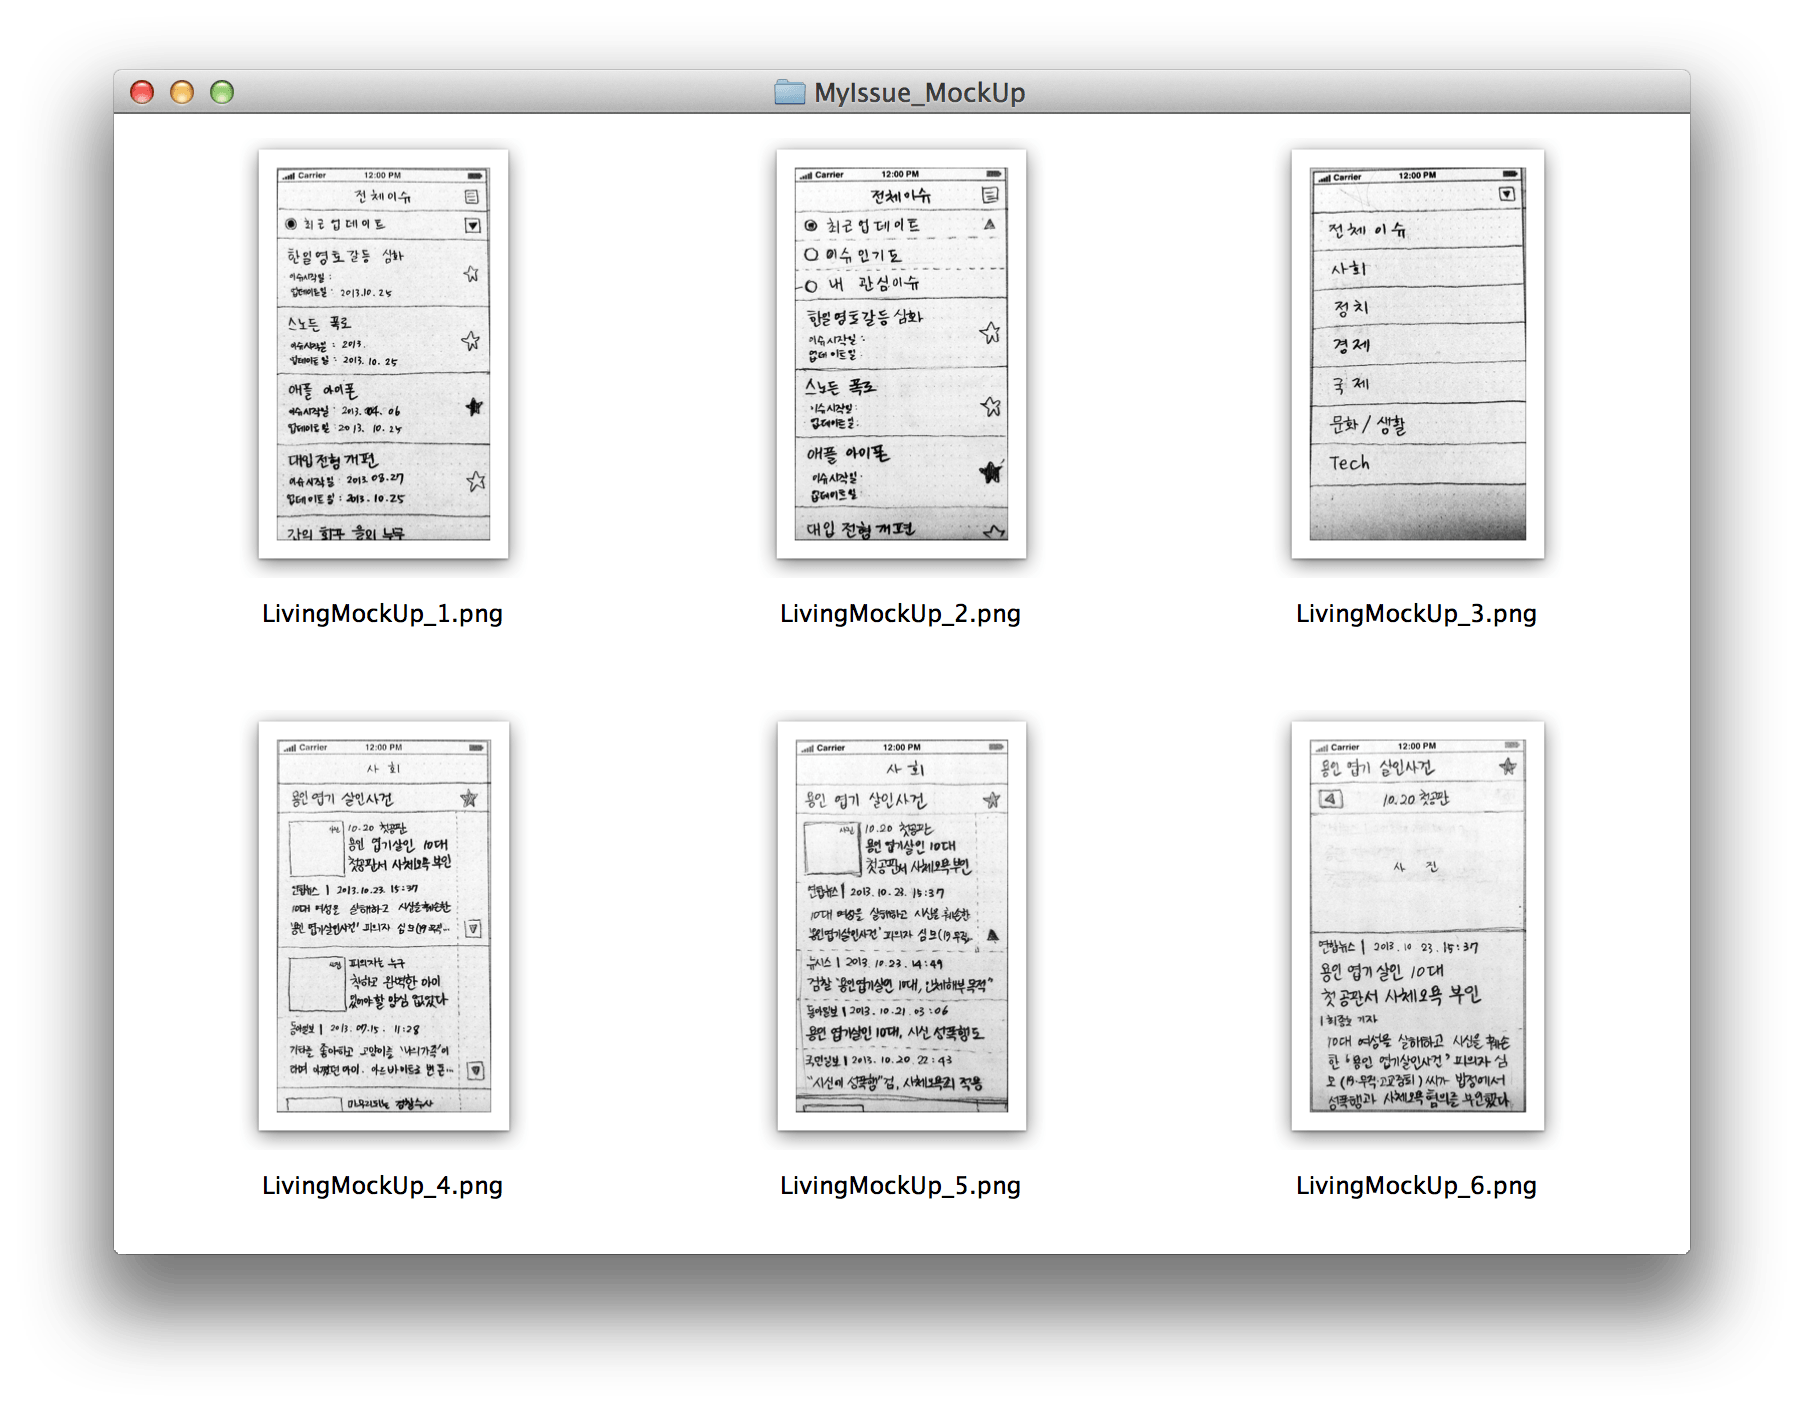 MyIssue_MockUp
Carrier 12:00 PM
전체이슈
최근 업데이트
한일 영토 갈등 심화
이슈시작일 :
업데이트일 : 2013.10.25
스노든 폭로
이슈시작일 : 2013.
업데이트일 : 2013.10.25
애플 아이폰
이슈시작일 : 2013.04.06
업데이트일 : 2013.10.24
대입 전형 개편
이슈시작일 : 2013.08.27
업데이트일 : 2013.10.25
LivingMockUp_1.png
Carrier 12:00 PM
전체이슈
최근 업데이트
이슈 인기도
내 관심이슈
한일 영토 갈등 심화
이슈시작일 :
업데이트일 :
스노든 폭로
이슈시작일 :
업데이트일 :
애플 아이폰
이슈시작일 :
업데이트일
대입 전형 개편
LivingMockUp_2.png
Carrier 12:00 PM
전체 이슈
사회
정치
경제
국제
문화 / 생활
Tech
LivingMockUp_3.png
Carrier 12:00 PM
사 회
용인 엽기 살인사건
사진
10.20 첫공판
용인 엽기살인 10대
첫공판서 사체모욕 부인
연합뉴스 | 2013.10.23. 15:37
10대 여성을 살해하고 시신을 훼손한
'용인 엽기살인사건' 피의자 심모(19·무직...
사진
피의자는 누구
착하고 완벽한 아이
있어야할 양심 없었다
동아일보 | 2013.07.15. 11:28
기타를 좋아하고 고양이를 '나의가족'이
라며 아꼈던 아이. 아르바이트로 번 돈...
경찰수사
LivingMockUp_4.png
Carrier 12:00 PM
사 회
용인 엽기 살인사건
사진
10.20 첫공판
용인 엽기살인 10대
첫공판서 사체모욕부인
연합뉴스 | 2013.10.23. 15:37
10대 여성을 살해하고 시신을 훼손한
'용인엽기살인사건' 피의자 심모(19·무직...
뉴시스 | 2013.10.23. 14:49
검찰 "용인엽기살인 10대, 인체해부 목적"
동아일보 | 2013.10.21. 03:06
용인 엽기살인 10대, 시신 성폭행도
국민일보 | 2013.10.20. 22:43
"시신에 성폭행" 검, 사체모욕죄 적용
LivingMockUp_5.png
Carrier 12:00 PM
용인 엽기 살인사건
10.20 첫공판
사 진
연합뉴스 | 2013.10.23. 15:37
용인 엽기살인 10대
첫공판서 사체모욕 부인
기자
10대 여성을 살해하고 시신을 훼손
한 '용인 엽기살인사건' 피의자 심
모(19·무직·고교중퇴)씨가 법정에서
성폭행과 사체모욕 혐의를 부인했다
LivingMockUp_6.png